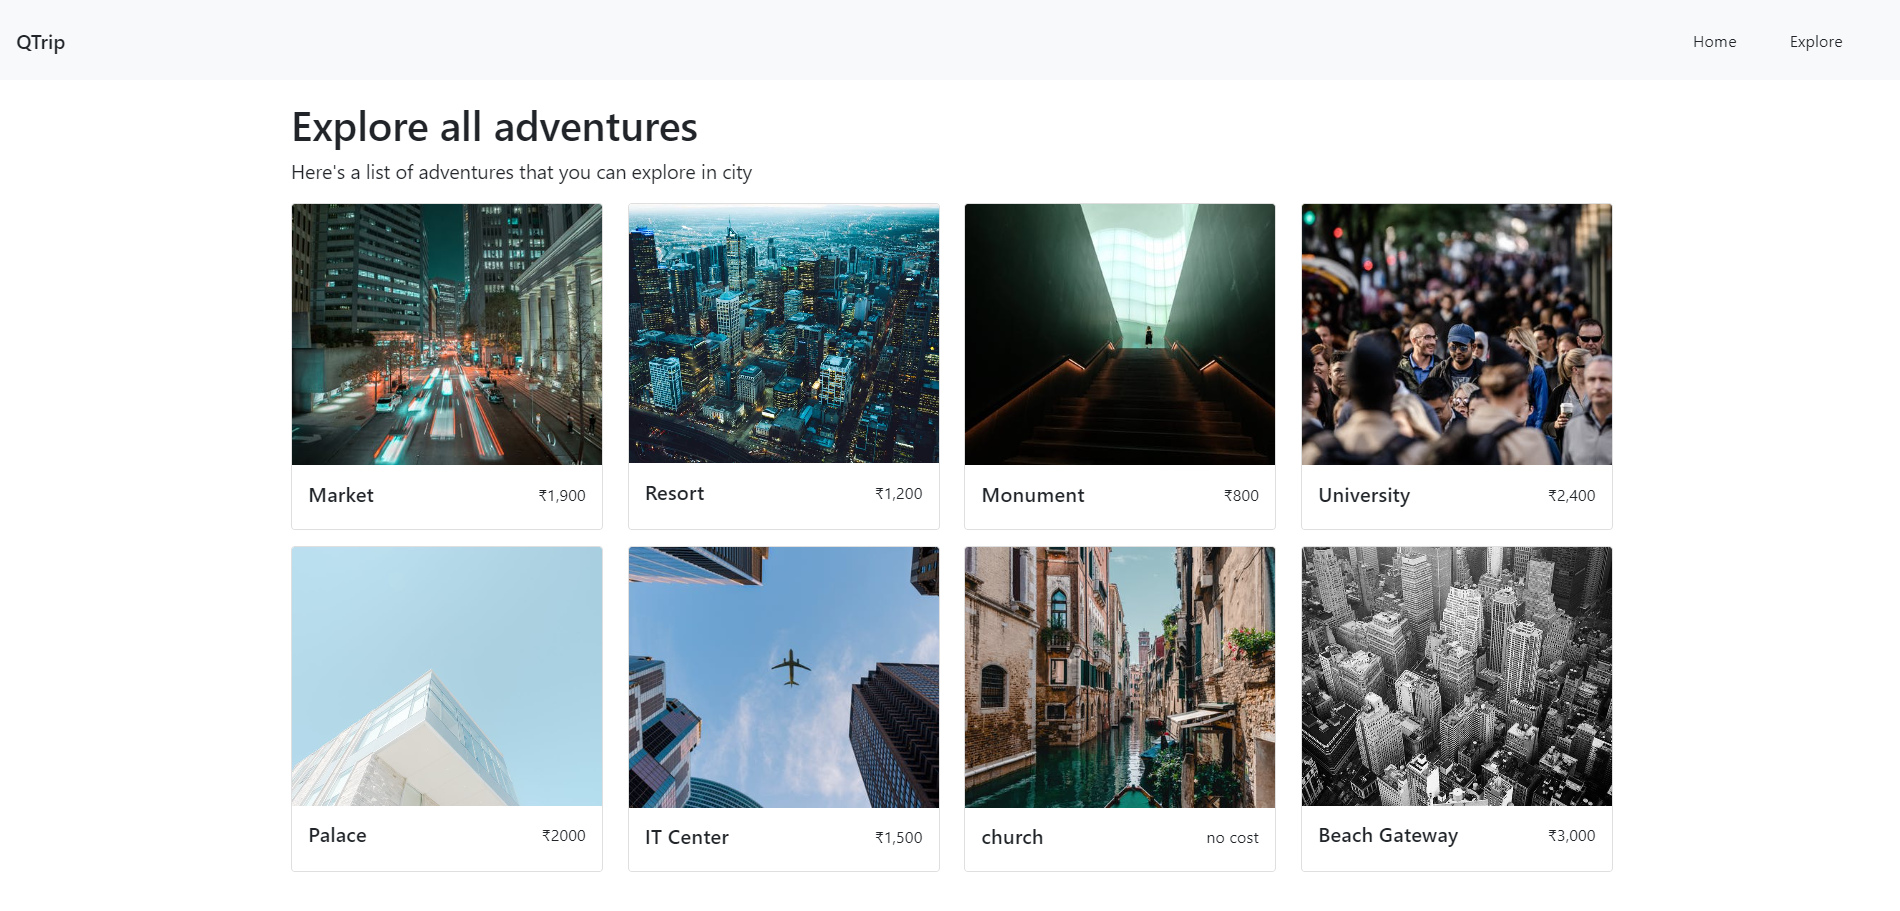 QTrip
Home
Explore
Explore all adventures
Here's a list of adventures that you can explore in city
Market ₹1,900
Resort ₹1,200
Monument ₹800
University ₹2,400
Palace ₹2000
IT Center ₹1,500
church no cost
Beach Gateway ₹3,000